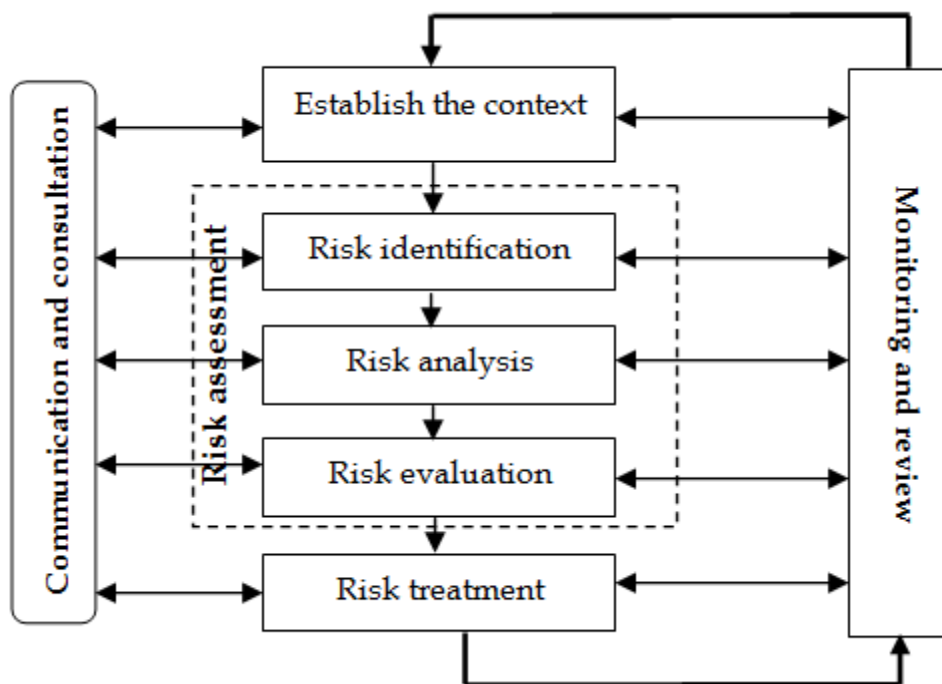 Establish the context
Communication and consultation
Risk assessment
Risk identification
Risk analysis
Risk evaluation
Risk treatment
Monitoring and review